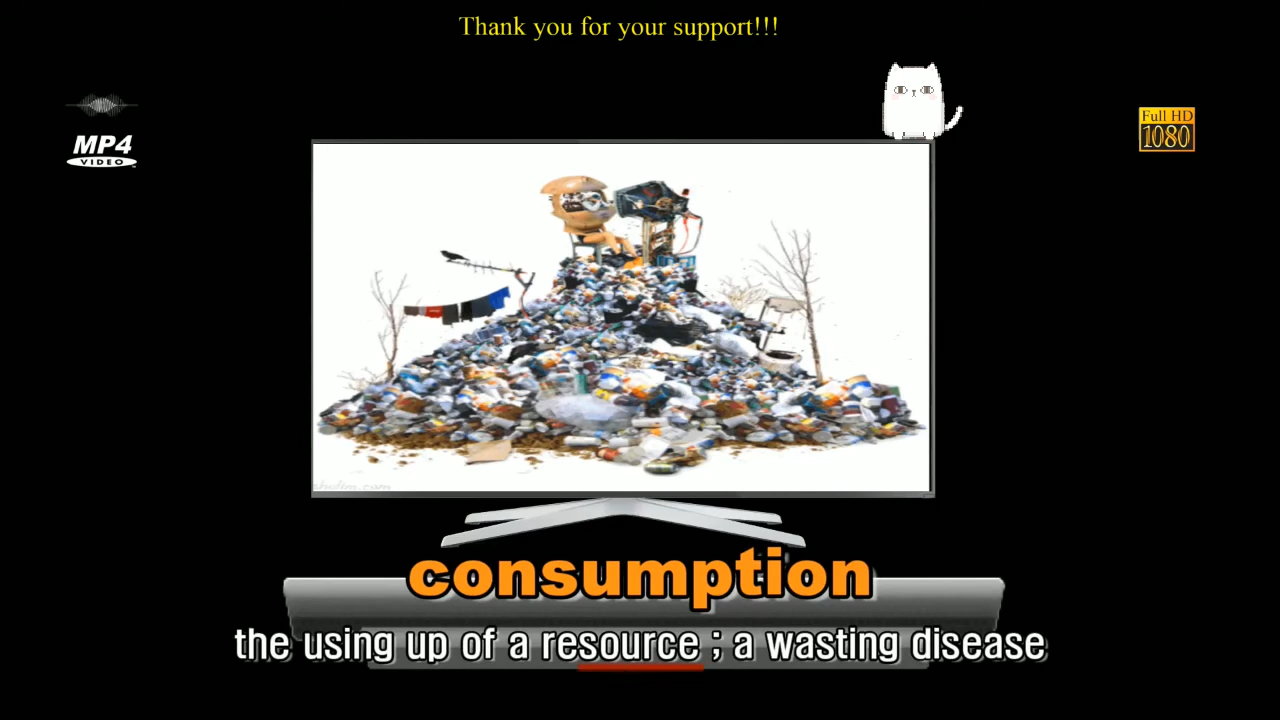 Thank you for your support!!!
MP4
VIDEO
Full HD
1080
consumption
the using up of a resource ; a wasting disease